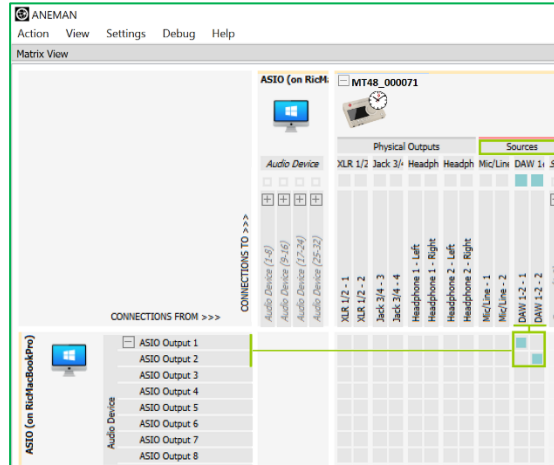 ANEMAN
Action View Settings Debug Help
Matrix View
ASIO (on RicM:
MT48_000071
Physical Outputs
Sources
Audio Device
XLR 1/2
Jack 3/4
Headph
Headph
Mic/Line
DAW 1
CONNECTIONS TO >>>
Audio Device (1-8)
Audio Device (9-16)
Audio Device (17-24)
Audio Device (25-32)
XLR 1/2 - 1
XLR 1/2 - 2
Jack 3/4 - 3
Jack 3/4 - 4
Headphone 1 - Left
Headphone 1 - Right
Headphone 2 - Left
Headphone 2 - Right
Mic/Line - 1
Mic/Line - 2
DAW 1-2 - 1
DAW 1-2 - 2
CONNECTIONS FROM >>>
ASIO (on RicMacBookPro)
Audio Device
ASIO Output 1
ASIO Output 2
ASIO Output 3
ASIO Output 4
ASIO Output 5
ASIO Output 6
ASIO Output 7
ASIO Output 8